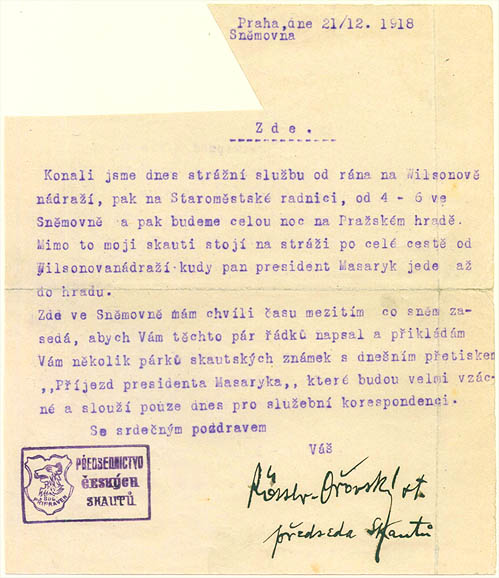 Praha,dne 21/12. 1918
Sněmovna
Zde.
Konali jsme dnes strážní službu od rána na Wilsonově
nádraží, pak na Staroměstské radnici, od 4 - 6 ve
Sněmovně a pak budeme celou noc na Pražském hradě.
Mimo to moji skauti stojí na stráži po celé cestě od
Wilsonovanádraží kudy pan president Masaryk jede až
do hradu.
Zde ve Sněmovně mám chvíli času mezitím co sněm za-
sedá, abych Vám těchto pár řádků napsal a přikládám
Vám několik párků skautských známek s dnešním přetiskem
,,Příjezd presidenta Masaryka,, které budou velmi vzác-
né a slouží pouze dnes pro služební korespondenci.
Se srdečným pozdravem
Váš
PŘEDSEDNICTVO
ČESKÝCH
SKAUTŮ
BUĎ
PŘIPRAVEN
Rössler-Ořovský
předseda Skautů